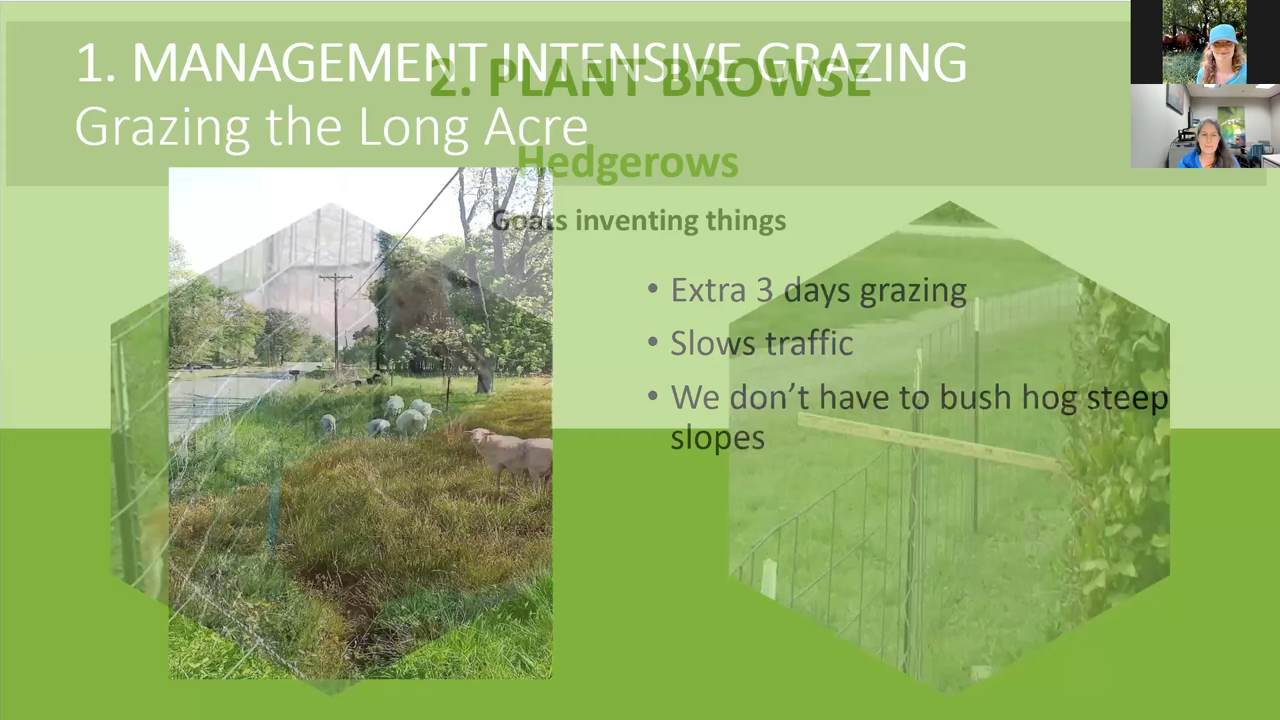 1. MANAGEMENT INTENSIVE GRAZING
Grazing the Long Acre
2. PLANT BROWSE
Hedgerows
Goats inventing things
• Extra 3 days grazing
• Slows traffic
• We don’t have to bush hog steep
slopes